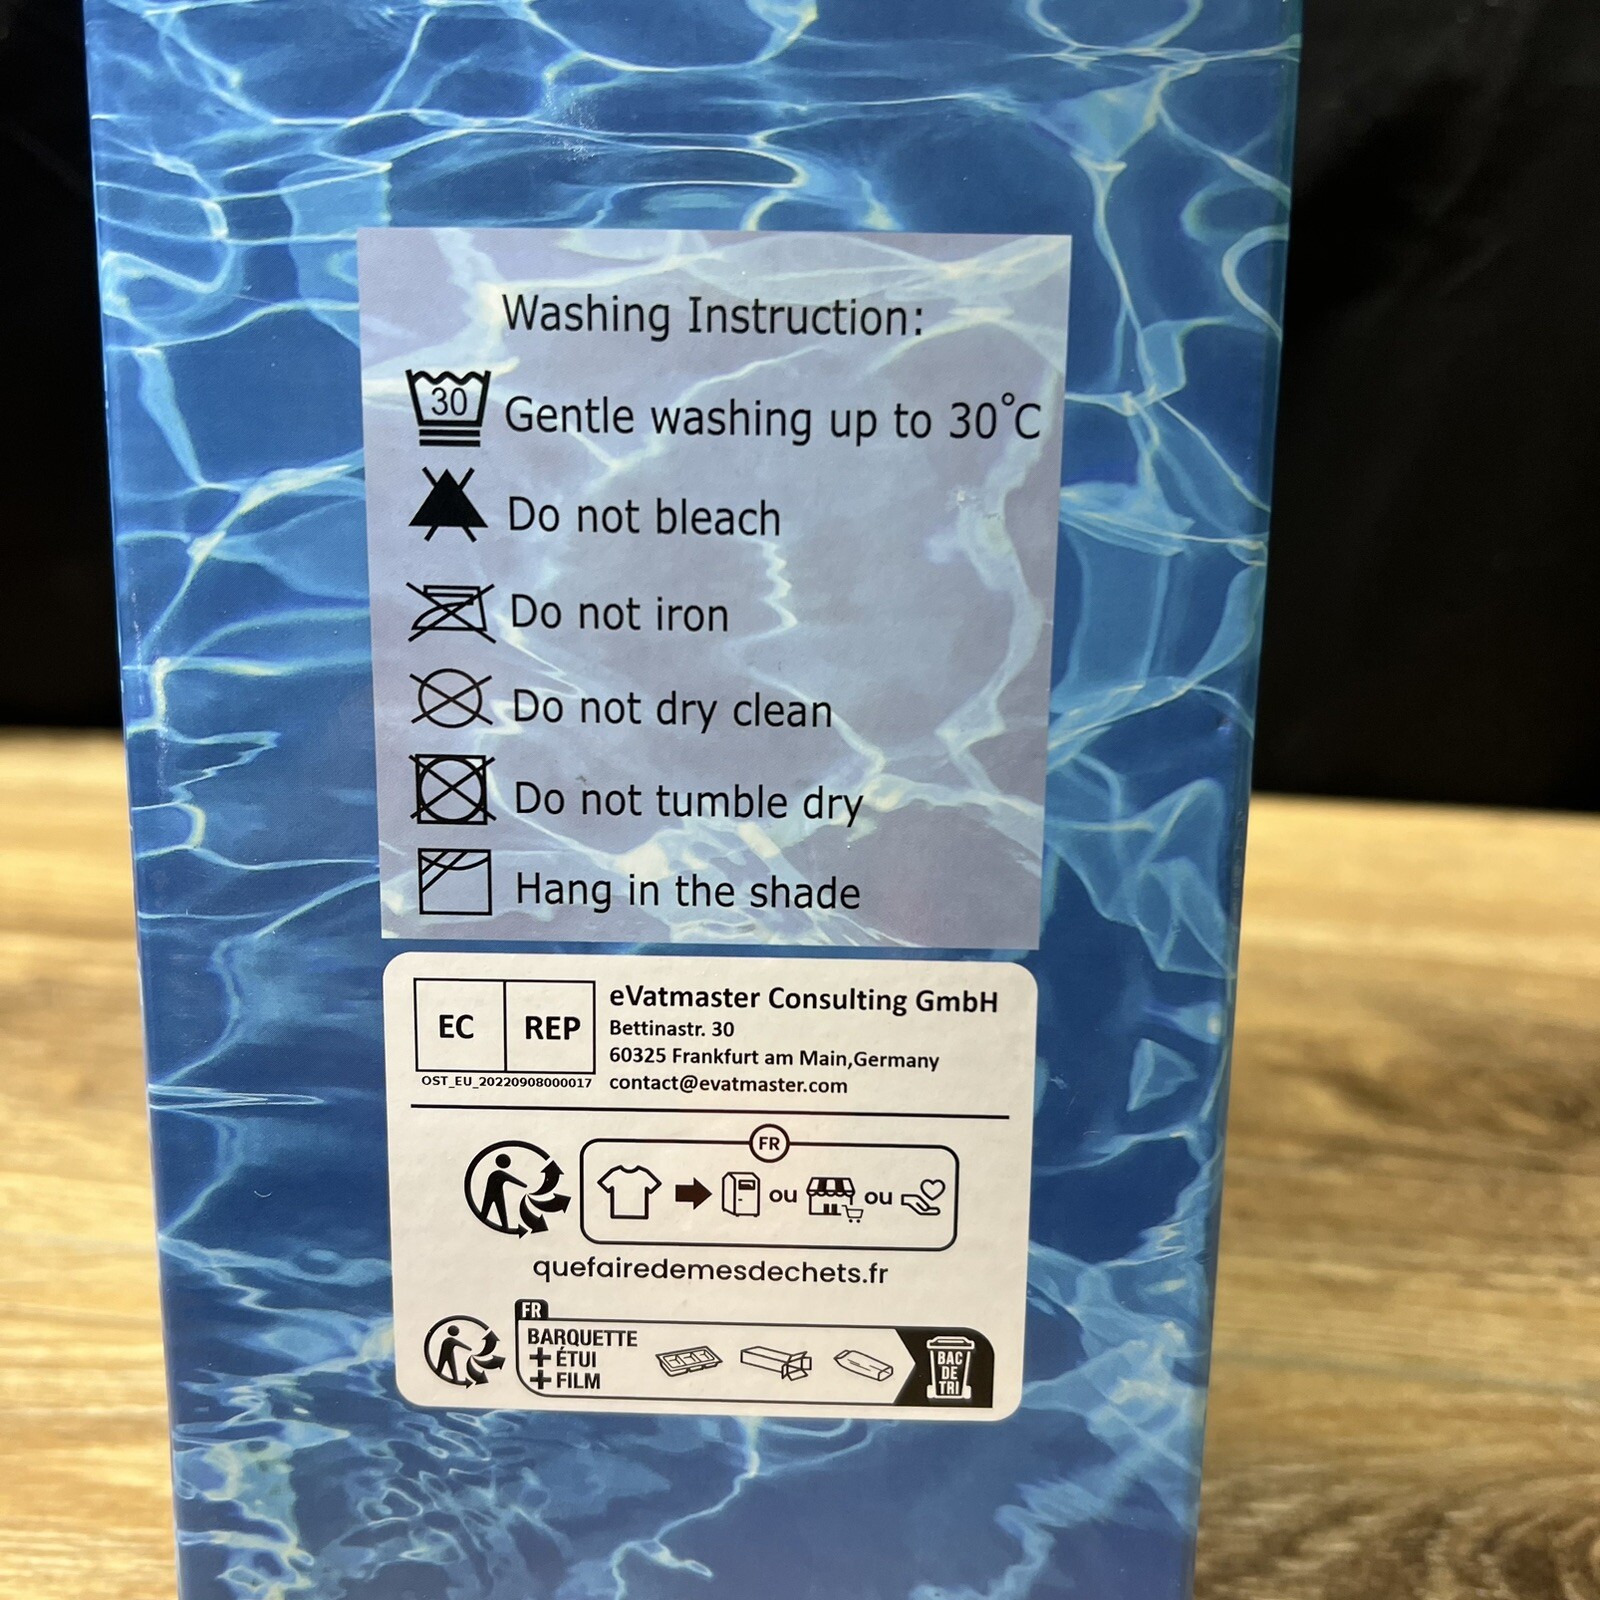 Washing Instruction:
30 Gentle washing up to 30°C
Do not bleach
Do not iron
Do not dry clean
Do not tumble dry
Hang in the shade
EC REP
OST_EU_20220908000017
eVatmaster Consulting GmbH
Bettinastr. 30
60325 Frankfurt am Main,Germany
contact@evatmaster.com
FR
ou ou
quefairedemesdechets.fr
FR
BARQUETTE
+ ÉTUI
+ FILM
BAC
DE
TRI